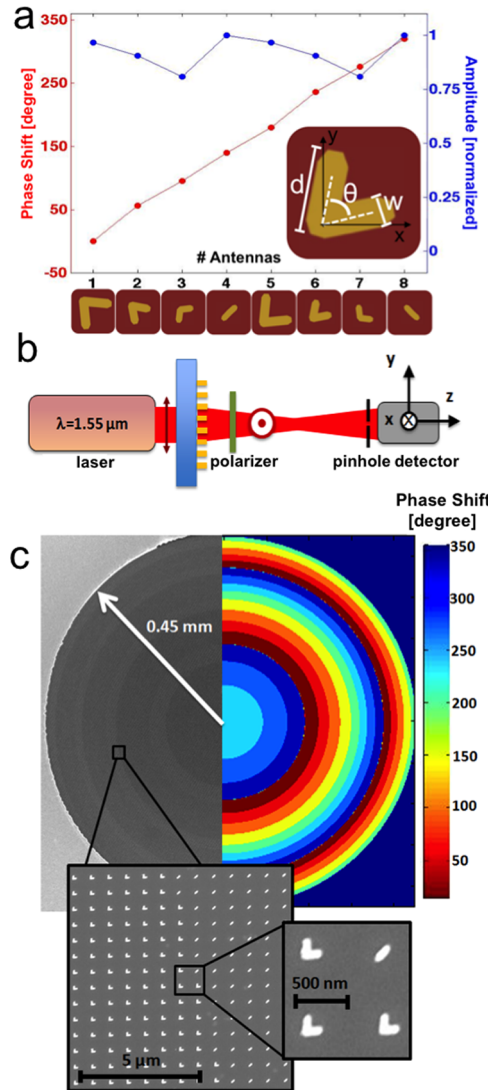 a
350
250
150
50
-50
Phase Shift [degree]
1
0.75
0.5
0.25
0
Amplitude [normalized]
y
d
θ
w
x
# Antennas
1 2 3 4 5 6 7 8
b
λ=1.55 µm
laser
polarizer
pinhole detector
y
z
x
Phase Shift
[degree]
c
0.45 mm
350
300
250
200
150
100
50
500 nm
5 µm